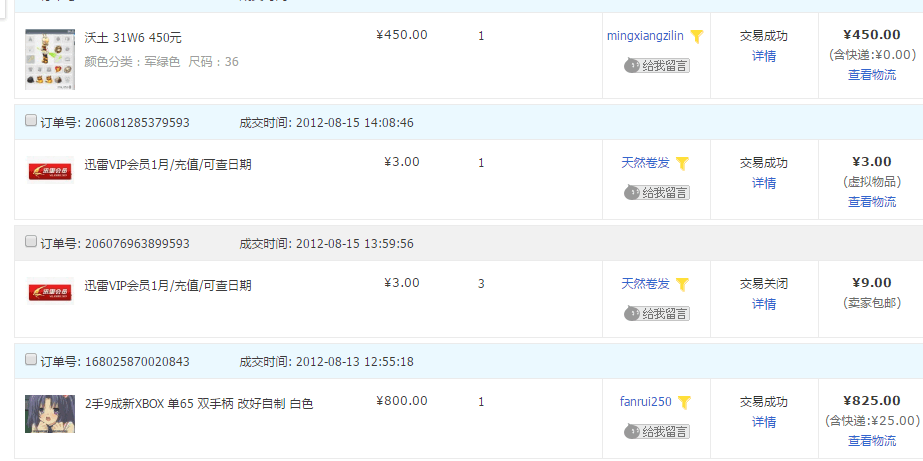 沃土 31W6 450元 ¥450.00 1 mingxiangzilin 交易成功 ¥450.00
颜色分类：军绿色 尺码：36 给我留言 详情 (含快递:¥0.00)
查看物流
订单号: 206081285379593 成交时间: 2012-08-15 14:08:46
迅雷VIP会员1月/充值/可查日期 ¥3.00 1 天然卷发 交易成功 ¥3.00
给我留言 详情 (虚拟物品)
查看物流
订单号: 206076963899593 成交时间: 2012-08-15 13:59:56
迅雷VIP会员1月/充值/可查日期 ¥3.00 3 天然卷发 交易关闭 ¥9.00
给我留言 详情 (卖家包邮)
订单号: 168025870020843 成交时间: 2012-08-13 12:55:18
2手9成新XBOX 单65 双手柄 改好自制 白色 ¥800.00 1 fanrui250 交易成功 ¥825.00
给我留言 详情 (含快递:¥25.00)
查看物流